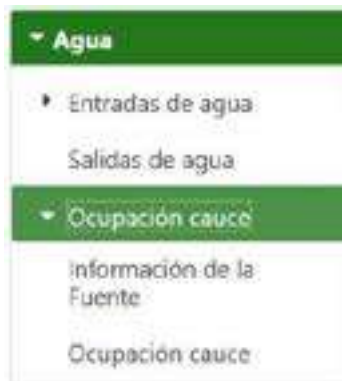 Agua
Entradas de agua
Salidas de agua
Ocupación cauce
Información de la
Fuente
Ocupación cauce